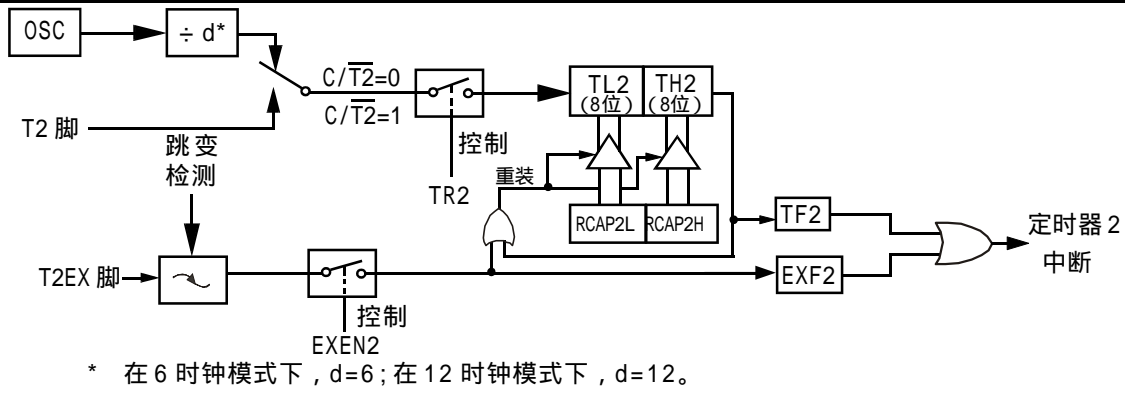 OSC
÷ d*
C/T2̅=0
C/T2̅=1
T2 脚
跳变
检测
控制
TR2
TL2
(8位)
TH2
(8位)
重装
RCAP2L
RCAP2H
TF2
定时器 2
中断
T2EX 脚
EXF2
控制
EXEN2
* 在 6 时钟模式下，d=6；在 12 时钟模式下，d=12。